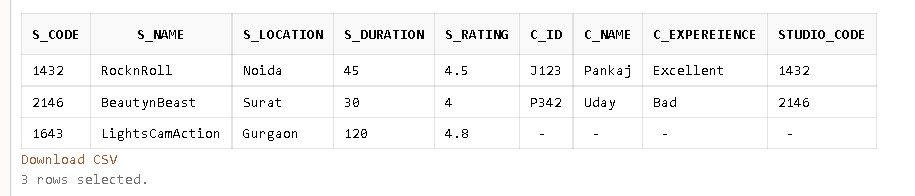 S_CODE S_NAME S_LOCATION S_DURATION S_RATING C_ID C_NAME C_EXPEREIENCE STUDIO_CODE
1432 RocknRoll Noida 45 4.5 J123 Pankaj Excellent 1432
2146 BeautynBeast Surat 30 4 P342 Uday Bad 2146
1643 LightsCamAction Gurgaon 120 4.8 - - - -
Download CSV
3 rows selected.